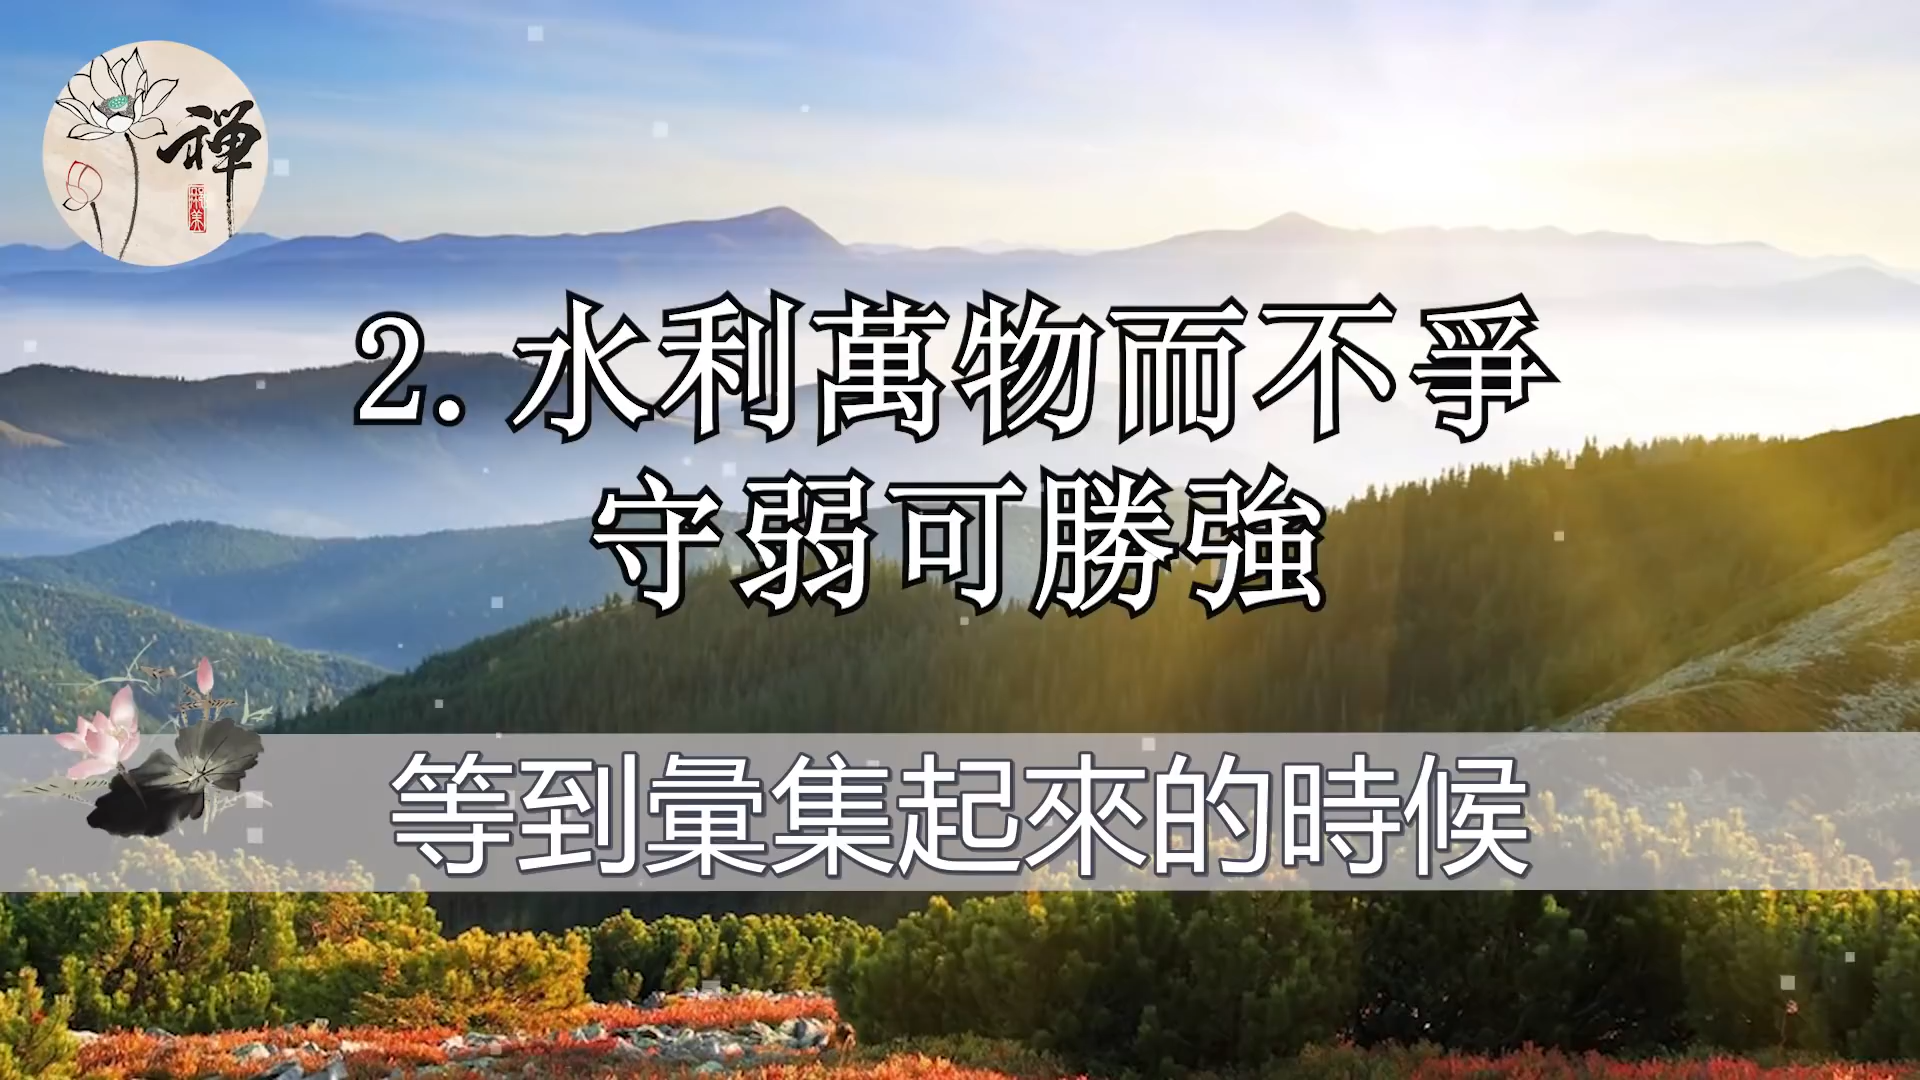 禅
2.水利萬物而不爭
守弱可勝強
等到彙集起來的時候